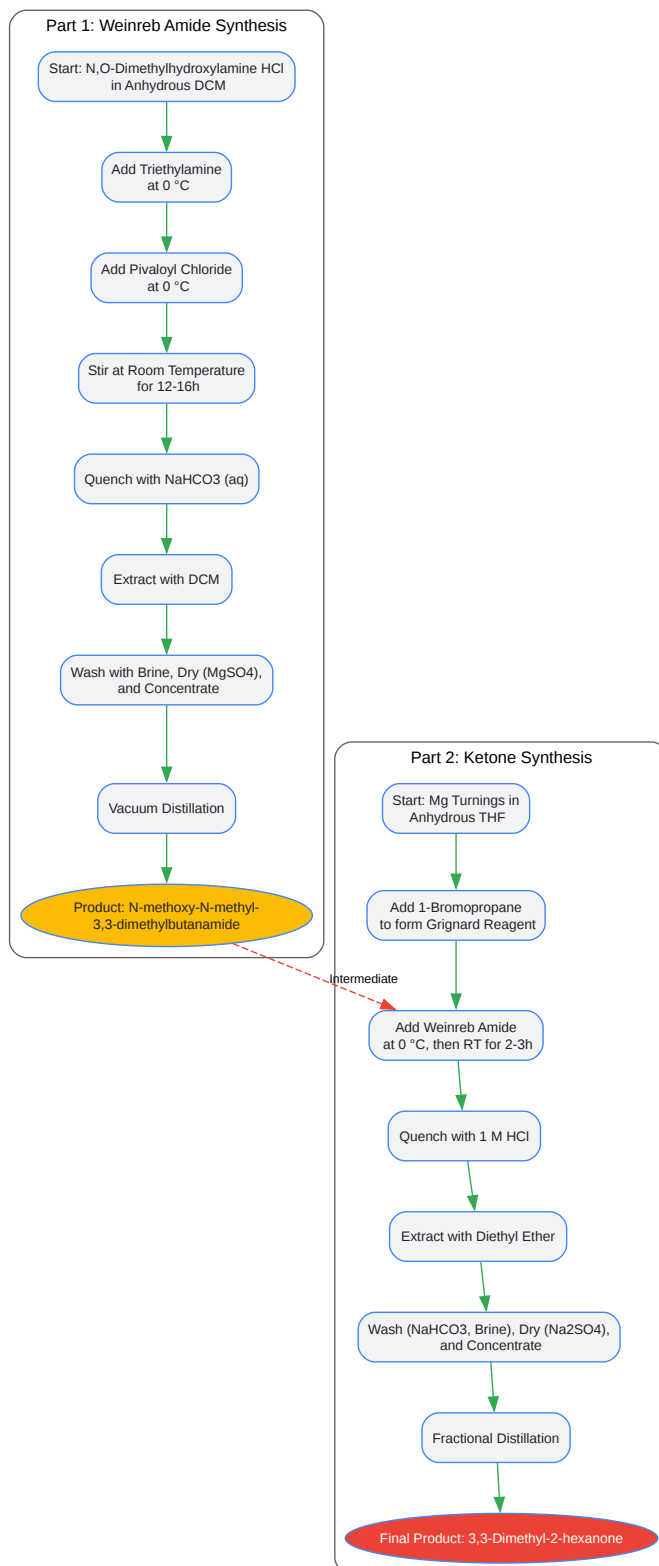 Part 1: Weinreb Amide Synthesis
Start: N,O-Dimethylhydroxylamine HCl
in Anhydrous DCM
Add Triethylamine
at 0 °C
Add Pivaloyl Chloride
at 0 °C
Stir at Room Temperature
for 12-16h
Quench with NaHCO3 (aq)
Extract with DCM
Wash with Brine, Dry (MgSO4),
and Concentrate
Vacuum Distillation
Product: N-methoxy-N-methyl-
3,3-dimethylbutanamide
Intermediate
Part 2: Ketone Synthesis
Start: Mg Turnings in
Anhydrous THF
Add 1-Bromopropane
to form Grignard Reagent
Add Weinreb Amide
at 0 °C, then RT for 2-3h
Quench with 1 M HCl
Extract with Diethyl Ether
Wash (NaHCO3, Brine), Dry (Na2SO4),
and Concentrate
Fractional Distillation
Final Product: 3,3-Dimethyl-2-hexanone